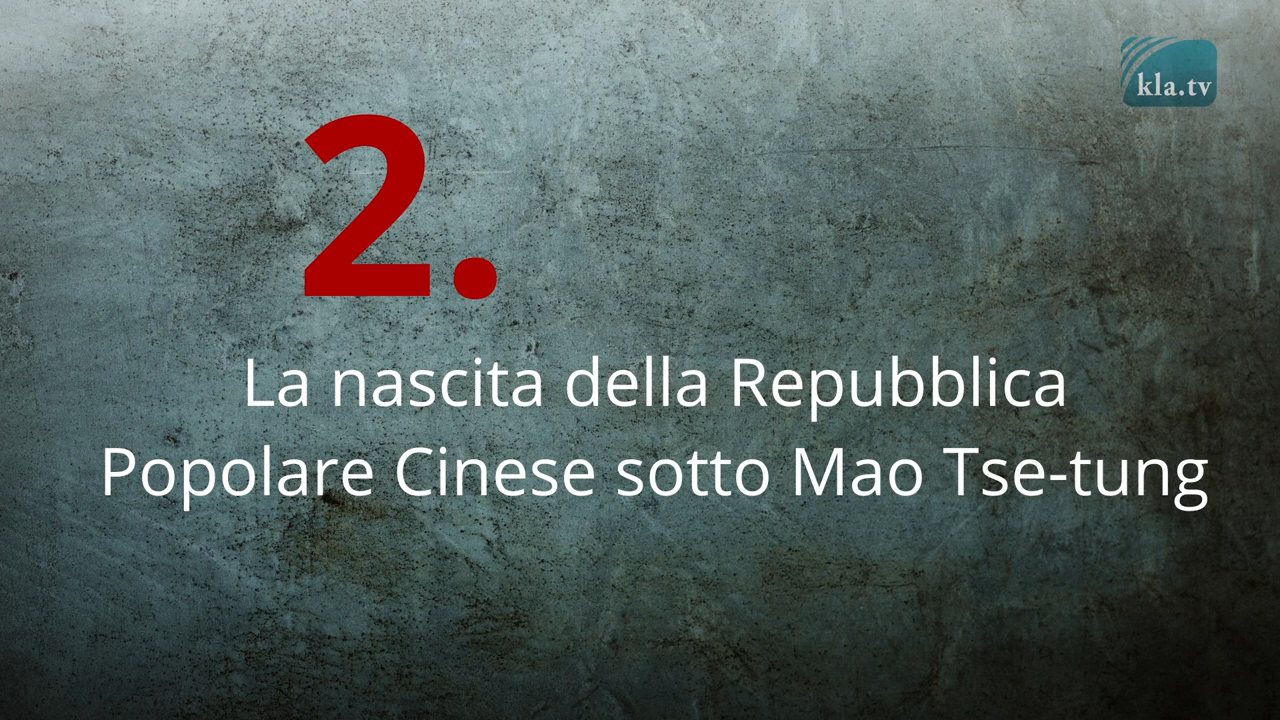 kla.tv
2.
La nascita della Repubblica
Popolare Cinese sotto Mao Tse-tung